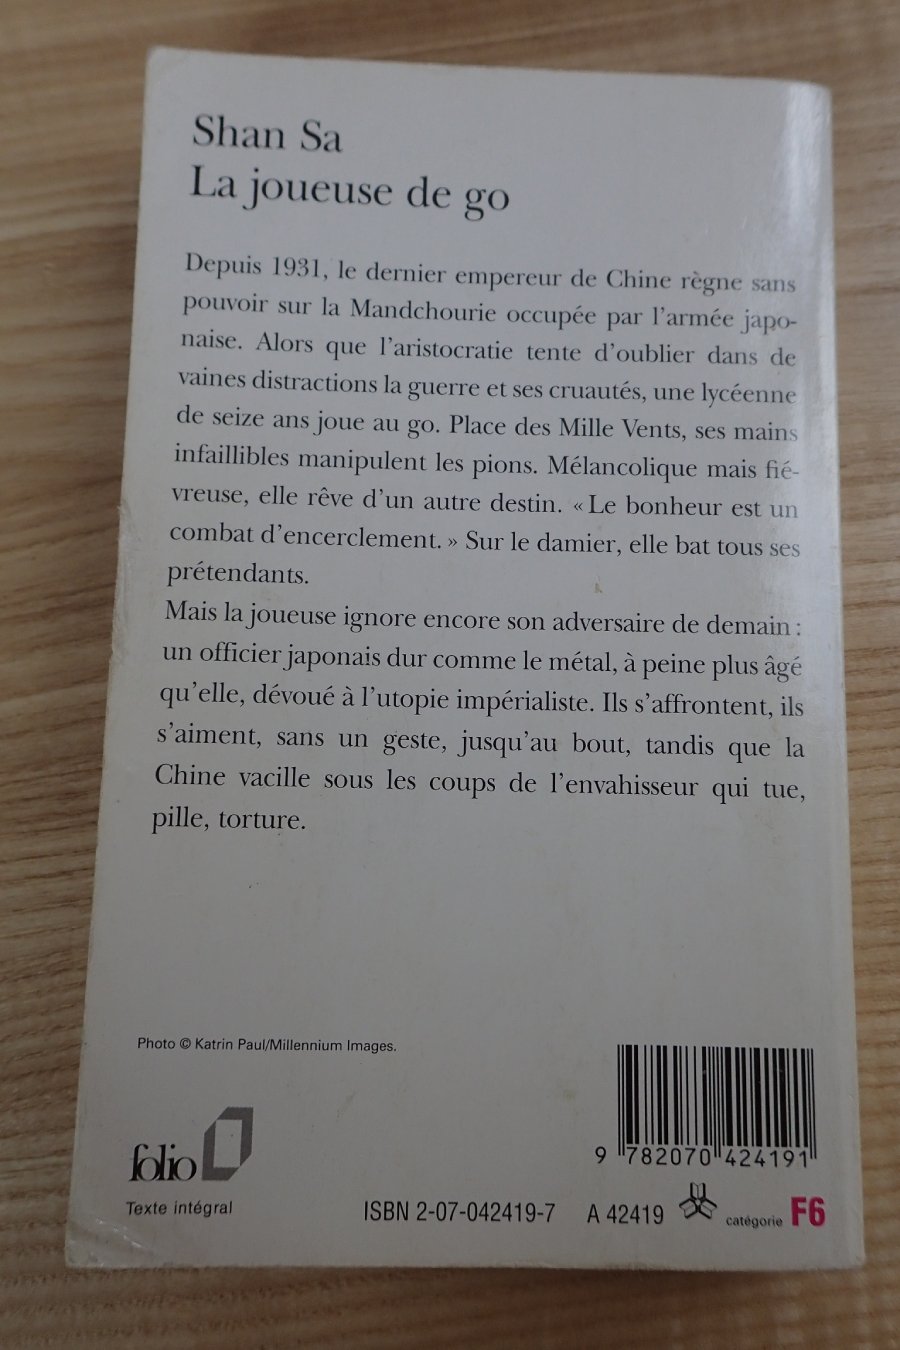 Shan Sa
La joueuse de go
Depuis 1931, le dernier empereur de Chine règne sans
pouvoir sur la Mandchourie occupée par l'armée japo-
naise. Alors que l'aristocratie tente d'oublier dans de
vaines distractions la guerre et ses cruautés, une lycéenne
de seize ans joue au go. Place des Mille Vents, ses mains
infaillibles manipulent les pions. Mélancolique mais fié-
vreuse, elle rêve d'un autre destin. « Le bonheur est un
combat d'encerclement. » Sur le damier, elle bat tous ses
prétendants.
Mais la joueuse ignore encore son adversaire de demain :
un officier japonais dur comme le métal, à peine plus âgé
qu'elle, dévoué à l'utopie impérialiste. Ils s'affrontent, ils
s'aiment, sans un geste, jusqu'au bout, tandis que la
Chine vacille sous les coups de l'envahisseur qui tue,
pille, torture.
Photo © Katrin Paul/Millennium Images.
9 782070 424191
folio
Texte intégral
ISBN 2-07-042419-7 A 42419 catégorie F6